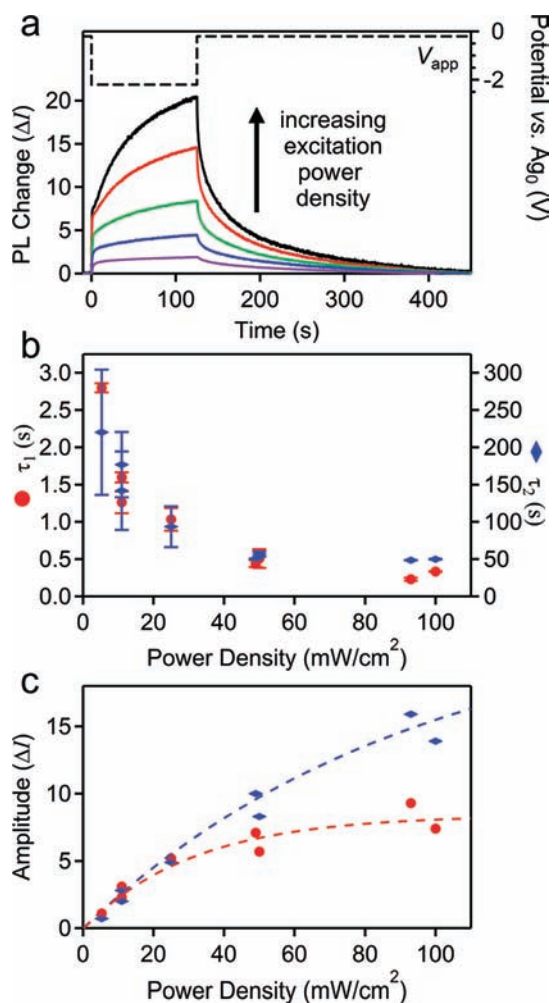 a
0
-2
V_app
Potential vs. Ag₀ (V)
20
15
10
5
0
PL Change (ΔI)
increasing
excitation
power
density
0
100
200
300
400
Time (s)
b
3.0
2.5
2.0
1.5
1.0
0.5
0.0
τ₁ (s)
300
250
200
150
100
50
0
τ₂ (s)
0
20
40
60
80
100
Power Density (mW/cm²)
c
15
10
5
0
Amplitude (ΔI)
0
20
40
60
80
100
Power Density (mW/cm²)